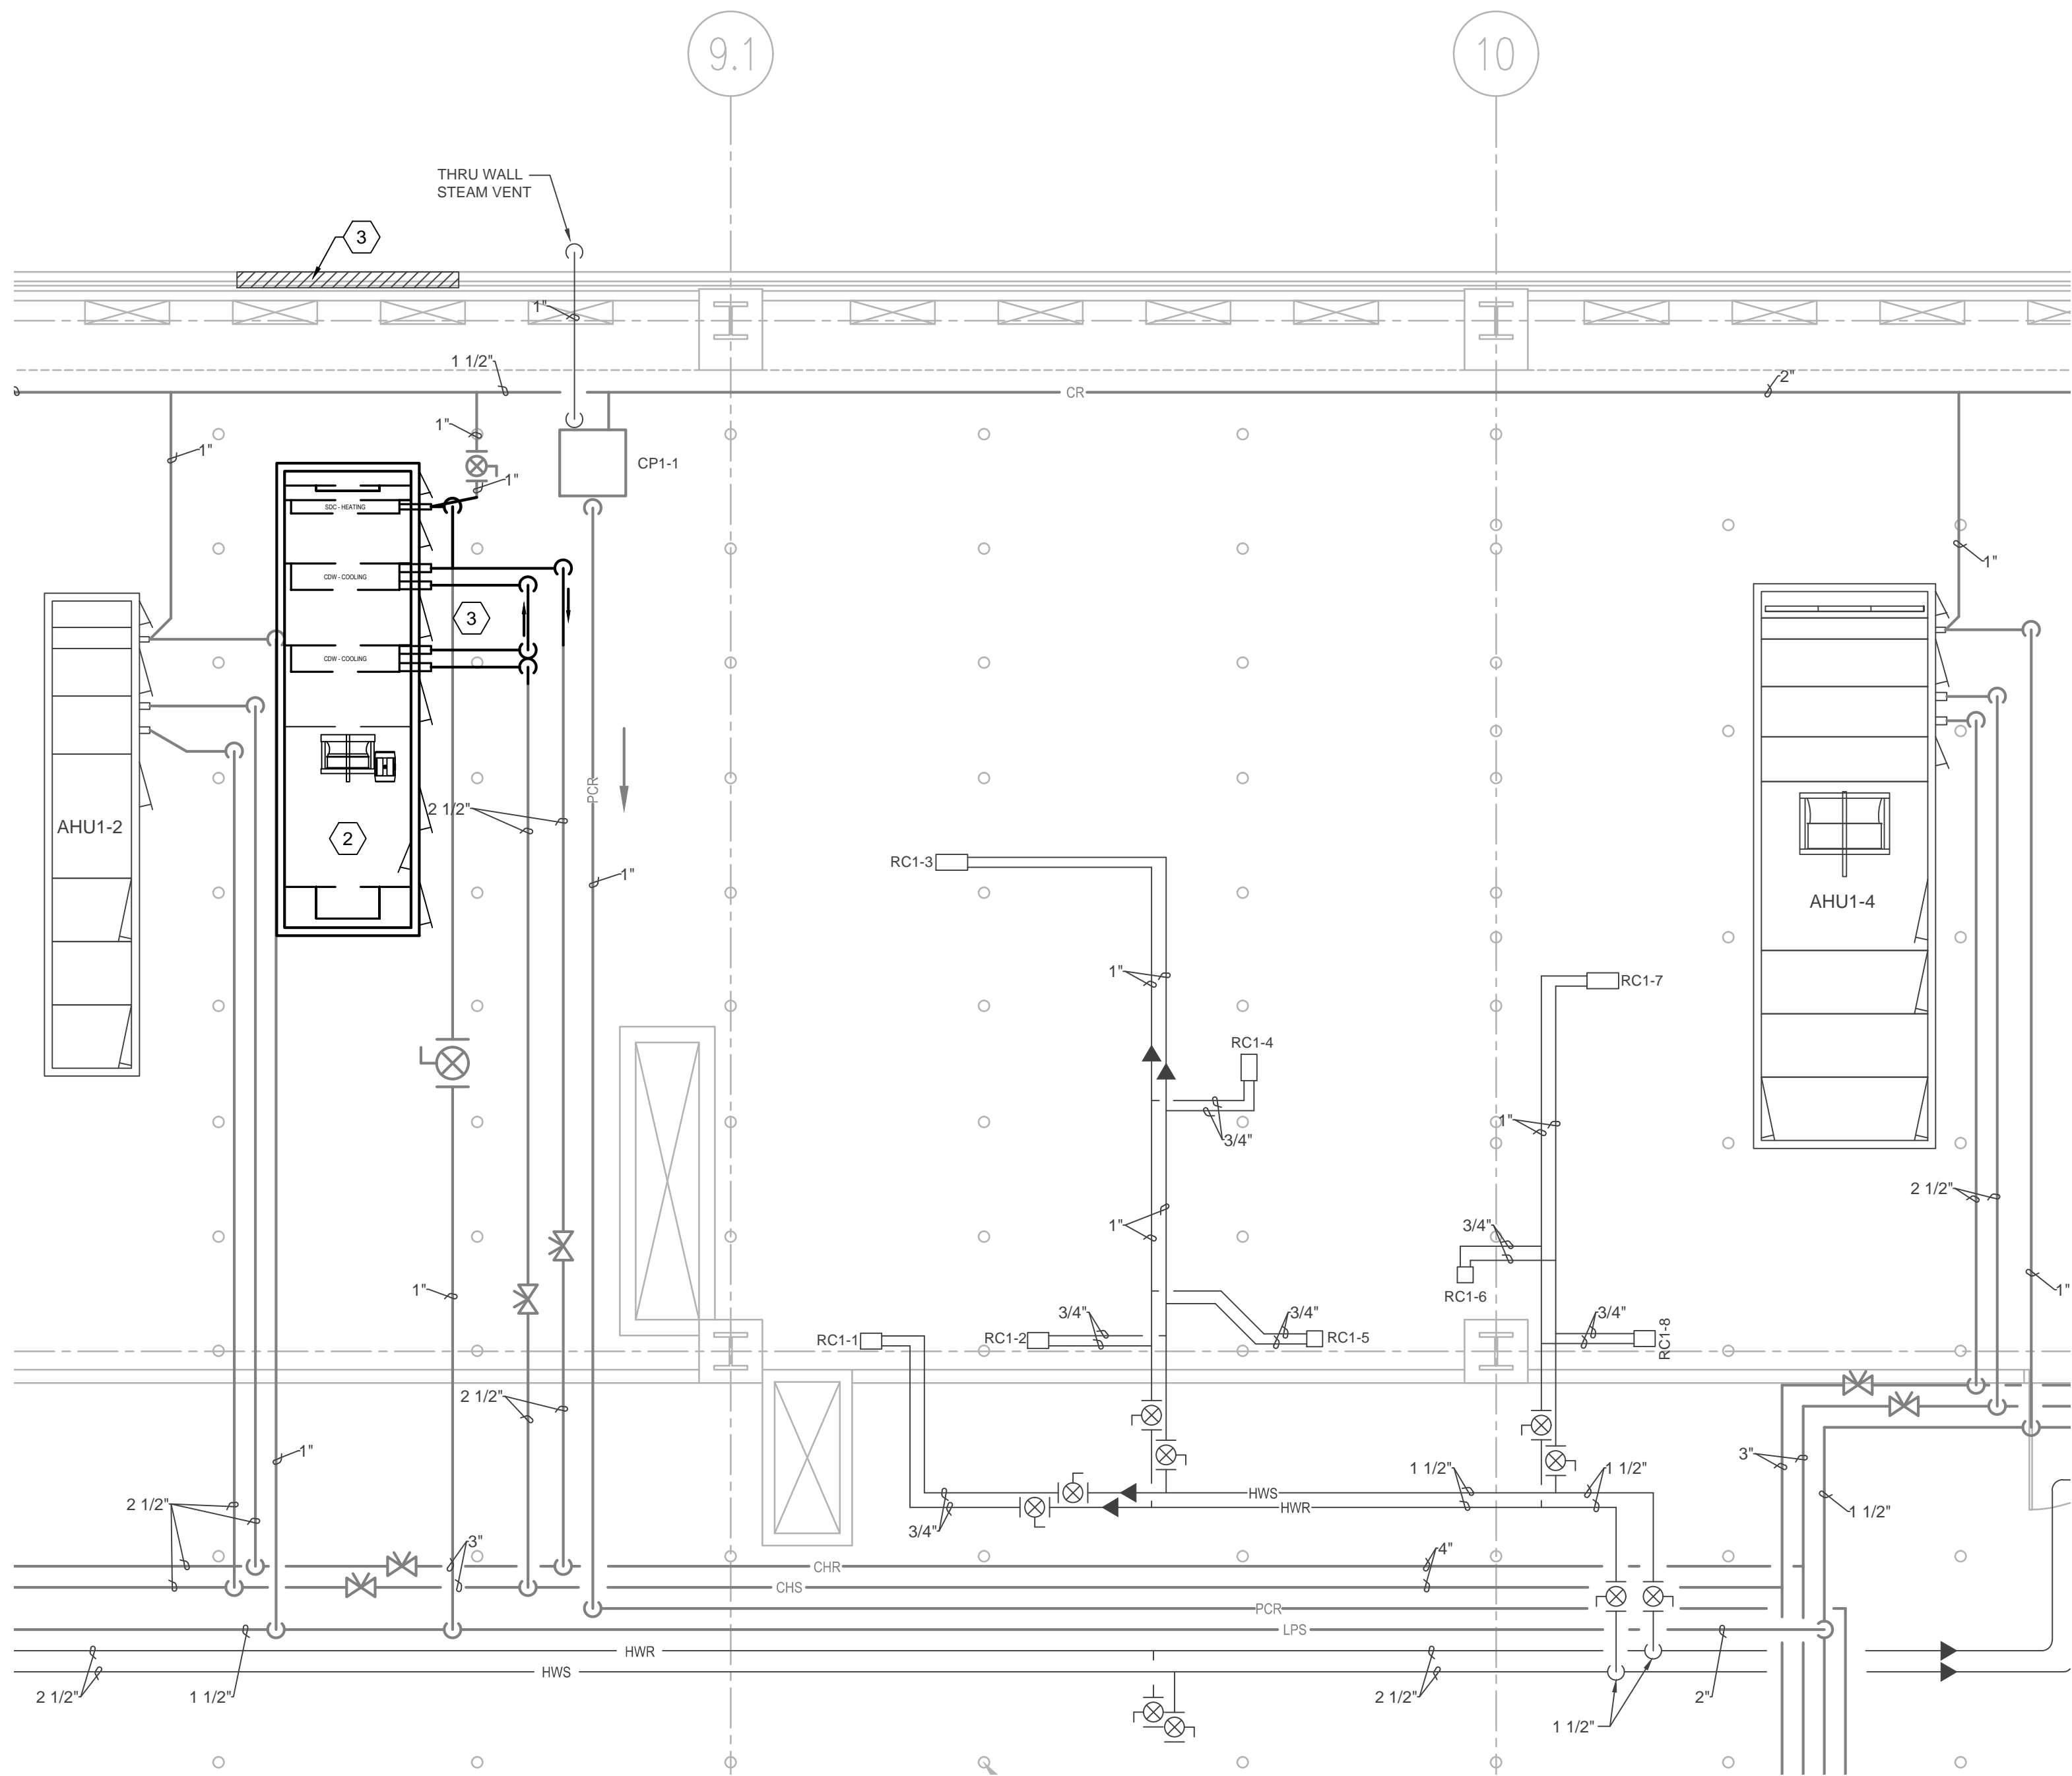 9.1
10
THRU WALL
STEAM VENT
3
1"
1 1/2"
CR
2"
1"
1"
CP1-1
1"
SDC - HEATING
1"
CDW - COOLING
3
CDW - COOLING
PCR
2 1/2"
AHU1-2
2
1"
RC1-3
AHU1-4
1"
RC1-7
RC1-4
1"
3/4"
2 1/2"
1"
3/4"
1"
1"
RC1-6
3/4"
3/4"
3/4"
RC1-1
RC1-2
RC1-5
RC1-8
2 1/2"
1"
3"
1 1/2"
1 1/2"
2 1/2"
HWS
HWR
1 1/2"
3/4"
3"
4"
CHR
CHS
PCR
LPS
HWR
HWS
2 1/2"
1 1/2"
2 1/2"
2"
1 1/2"